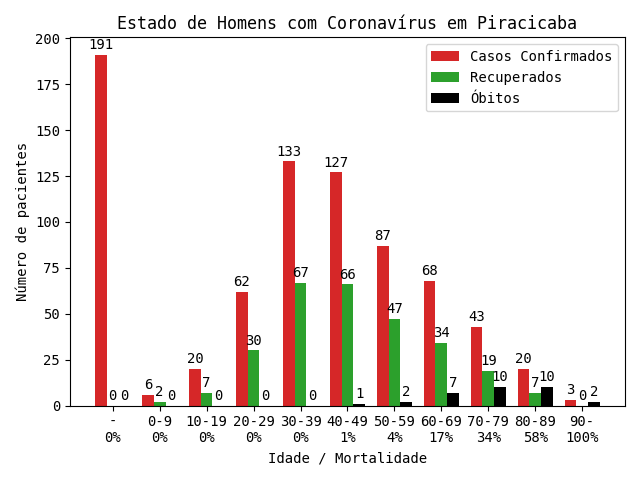 Estado de Homens com Coronavírus em Piracicaba
Casos Confirmados
Recuperados
Óbitos
Número de pacientes
200
175
150
125
100
75
50
25
0
191 0 0
6 2 0
20 7 0
62 30 0
133 67 0
127 66 1
87 47 2
68 34 7
43 19 10
20 7 10
3 0 2
- 0-9 10-19 20-29 30-39 40-49 50-59 60-69 70-79 80-89 90-
0% 0% 0% 0% 0% 1% 4% 17% 34% 58% 100%
Idade / Mortalidade